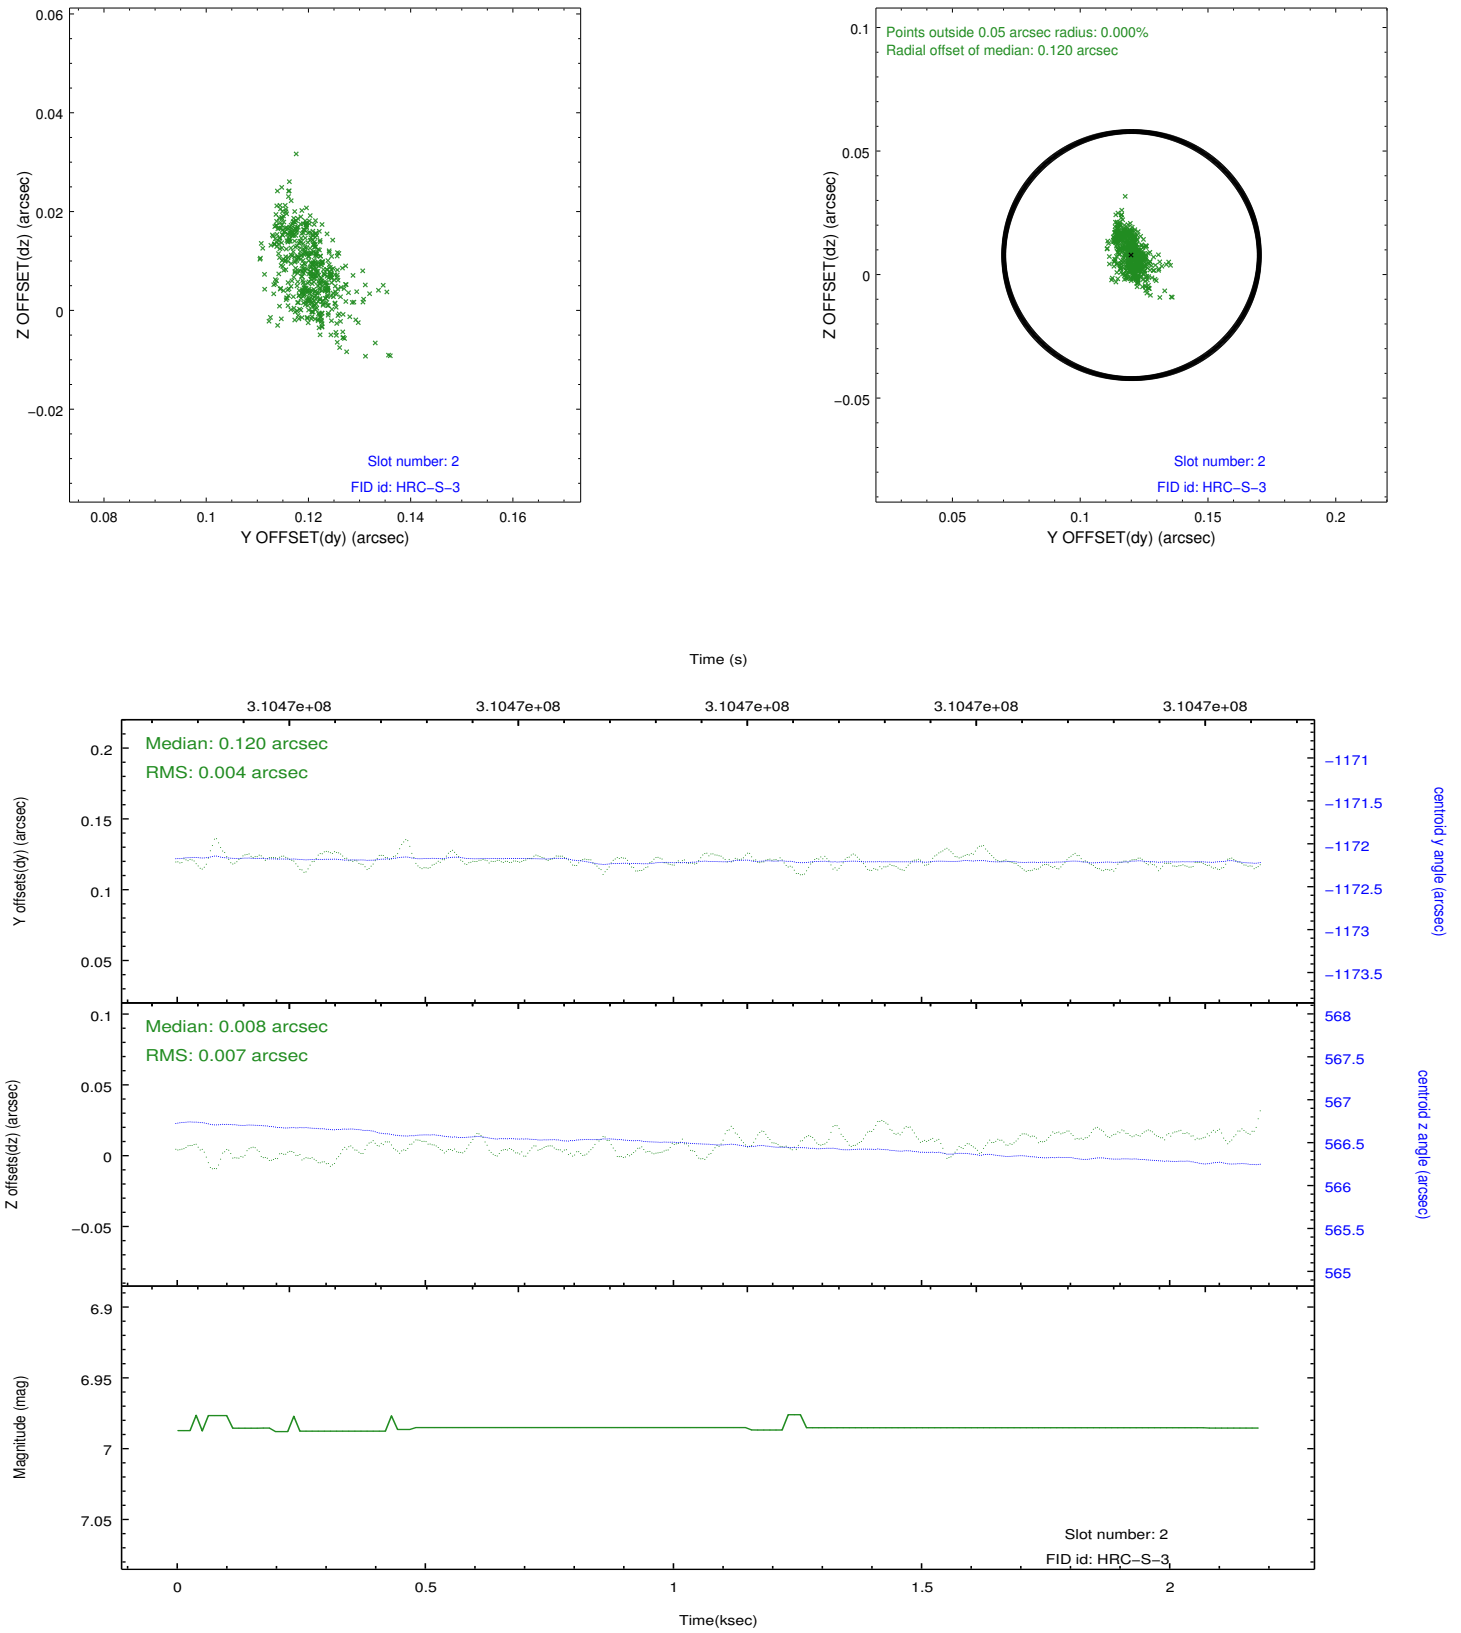 0.06
0.04
0.02
0
−0.02
Z OFFSET(dz) (arcsec)
Slot number: 2
FID id: HRC−S−3
0.08
0.1
0.12
0.14
0.16
Y OFFSET(dy) (arcsec)
Points outside 0.05 arcsec radius: 0.000%
Radial offset of median: 0.120 arcsec
0.1
0.05
0
−0.05
Z OFFSET(dz) (arcsec)
Slot number: 2
FID id: HRC−S−3
0.05
0.1
0.15
0.2
Y OFFSET(dy) (arcsec)
Time (s)
3.1047e+08
3.1047e+08
3.1047e+08
3.1047e+08
3.1047e+08
Median: 0.120 arcsec
RMS: 0.004 arcsec
0.2
0.15
0.1
0.05
Y offsets(dy) (arcsec)
−1171
−1171.5
−1172
−1172.5
−1173
−1173.5
centroid y angle (arcsec)
Median: 0.008 arcsec
RMS: 0.007 arcsec
0.1
0.05
0
−0.05
Z offsets(dz) (arcsec)
568
567.5
567
566.5
566
565.5
565
centroid z angle (arcsec)
6.9
6.95
7
7.05
Magnitude (mag)
Slot number: 2
FID id: HRC−S−3
0
0.5
1
1.5
2
Time(ksec)